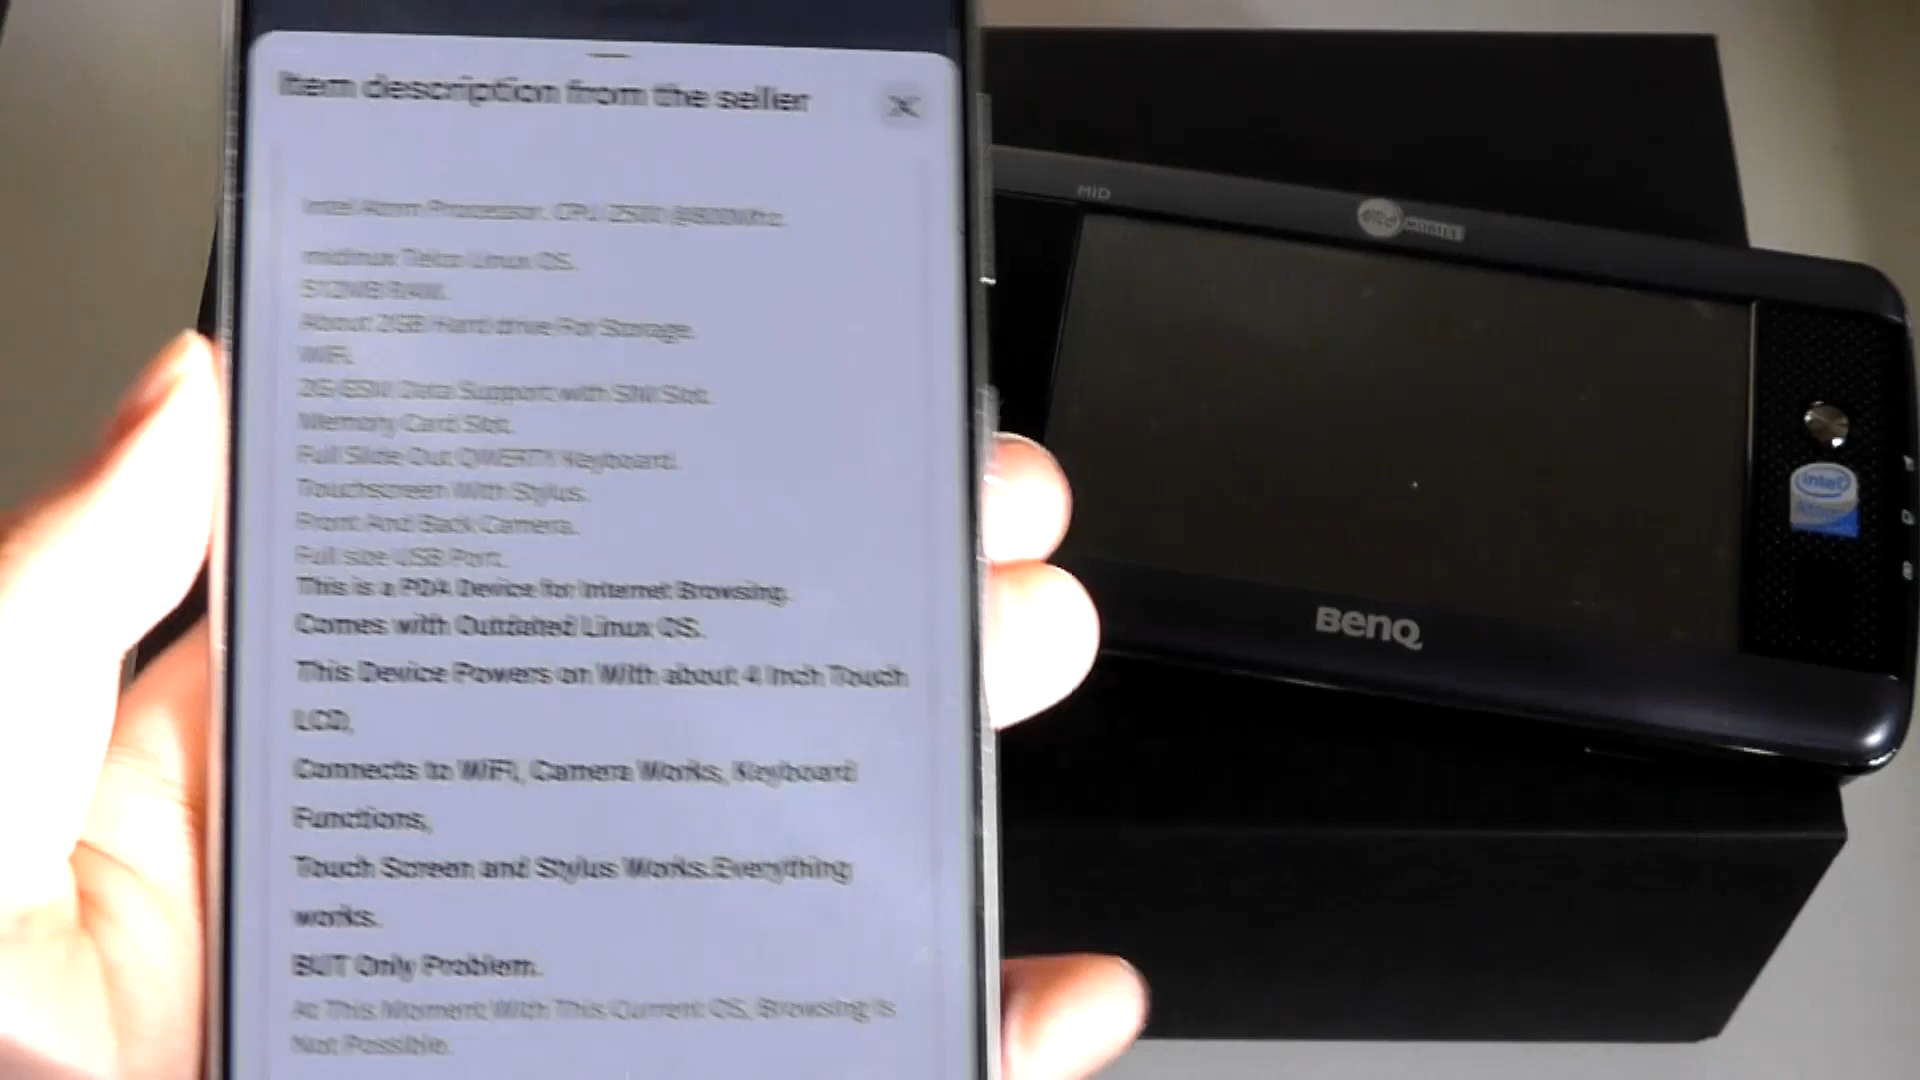 Item description from the seller
Intel Atom Processor. CPU Z500 @800Mhz.
midinux Telco Linux OS.
512MB RAM.
About 2GB Hard drive For Storage.
WiFi.
2G GSM Data Support with SIM Slot.
Memory Card Slot.
Full Slide Out QWERTY Keyboard.
Touchscreen With Stylus.
Front And Back Camera.
Full size USB Port.
This is a PDA Device for Internet Browsing.
Comes with Outdated Linux OS.
This Device Powers on With about 4 Inch Touch
LCD,
Connects to WiFi, Camera Works, Keyboard
Functions,
Touch Screen and Stylus Works.Everything
works.
BUT Only Problem.
At This Moment With This Current OS, Browsing Is
Not Possible.
MID
MOBILE
intel
Atom
BenQ